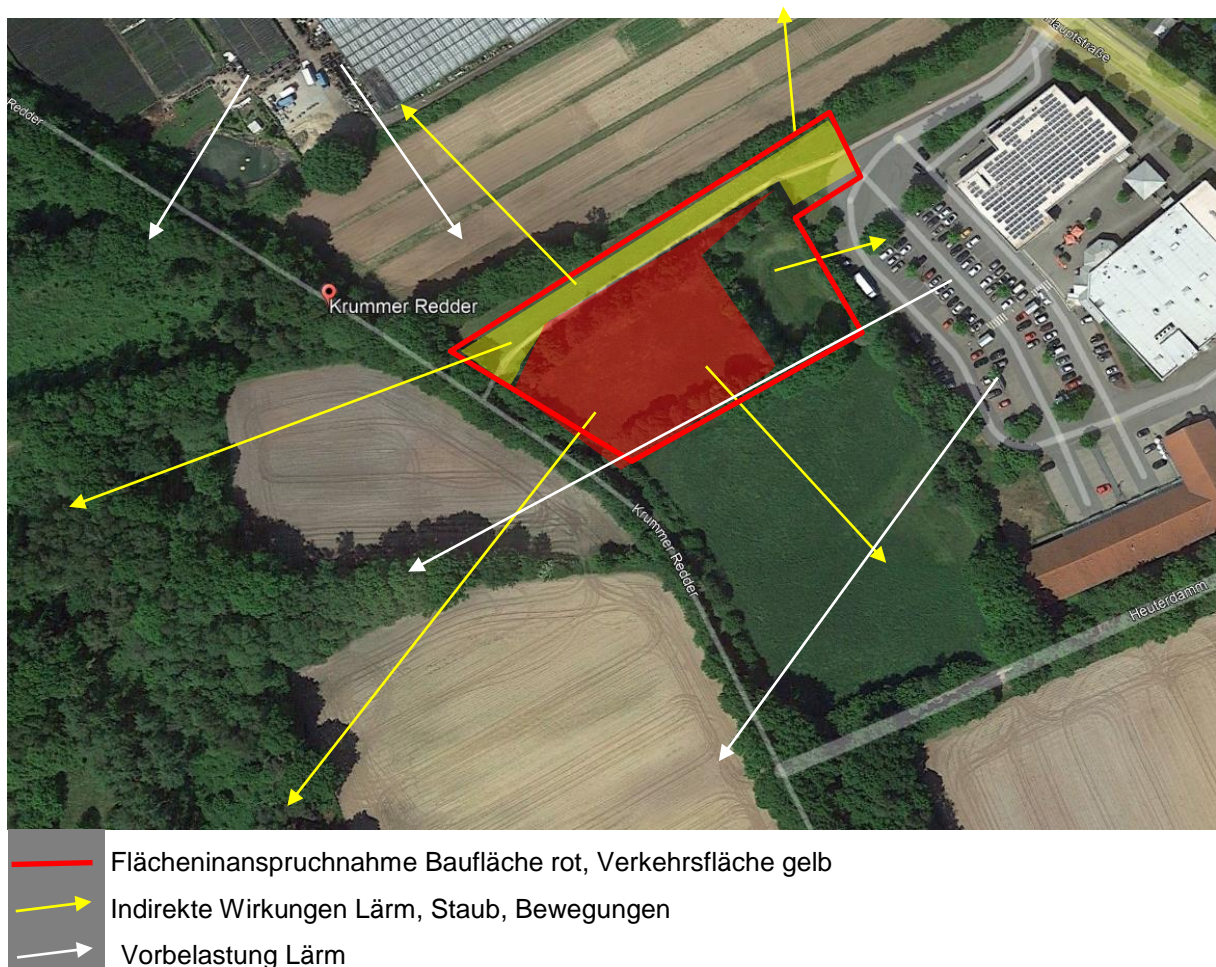 Hauptstraße
Redder
Krummer Redder
Krummer Redder
Heuterdamm
Flächeninanspruchnahme Baufläche rot, Verkehrsfläche gelb
Indirekte Wirkungen Lärm, Staub, Bewegungen
Vorbelastung Lärm